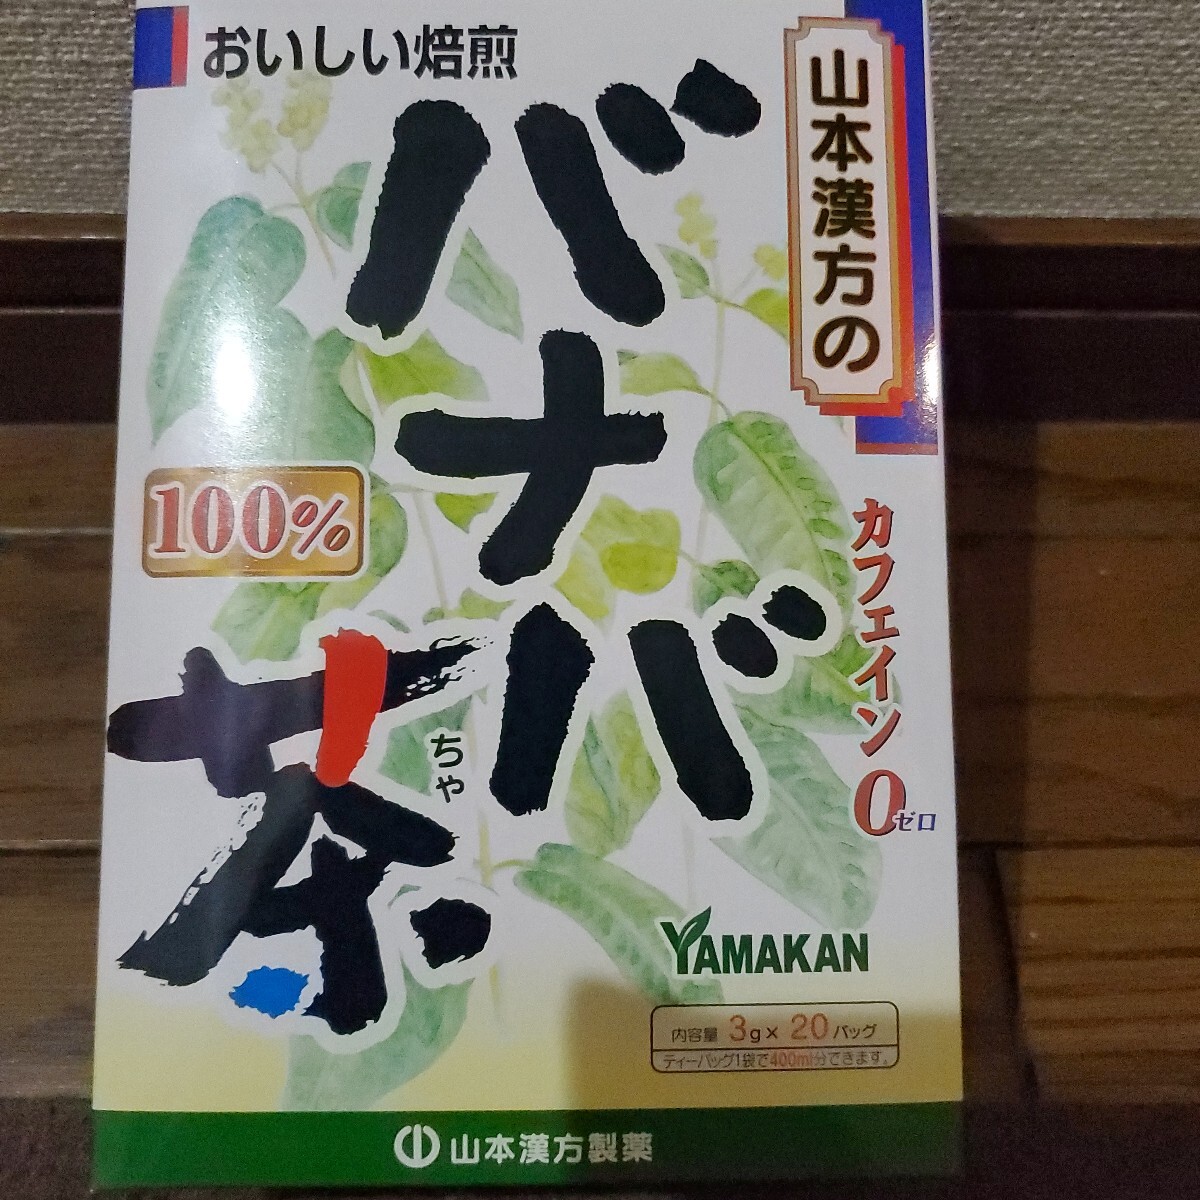 おいしい焙煎
山本漢方の
バナバ
茶
ちゃ
100%
カフェイン0
ゼロ
YAMAKAN
内容量 3g×20バッグ
ティーバッグ1袋で400ml分できます。
山本漢方製薬